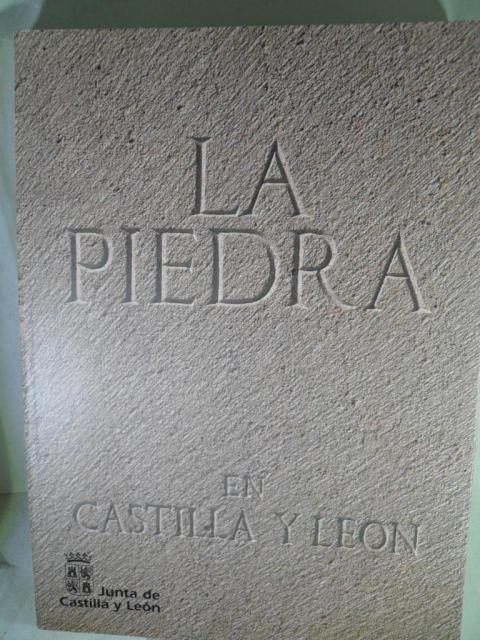 LA
PIEDRA
EN
CASTILLA Y LEON
Junta de
Castilla y León